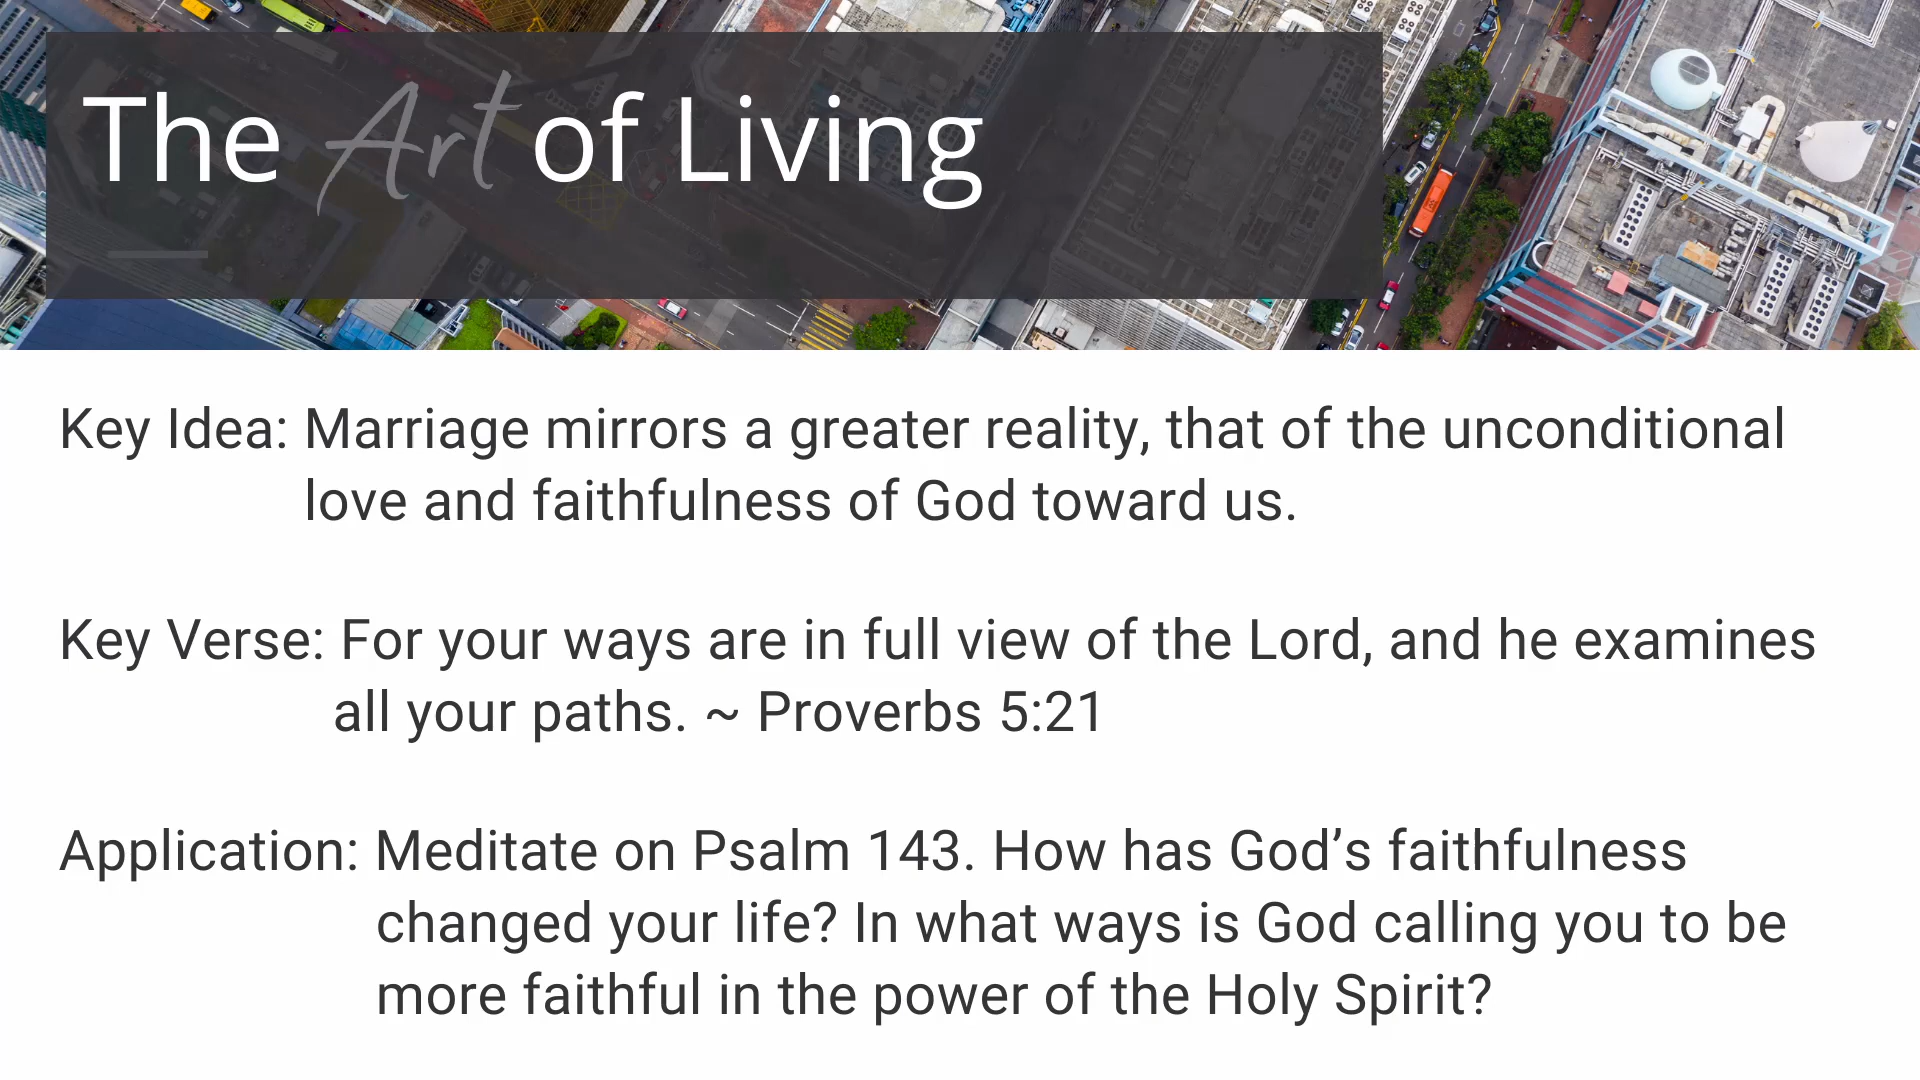 The Art of Living
Key Idea: Marriage mirrors a greater reality, that of the unconditional
love and faithfulness of God toward us.
Key Verse: For your ways are in full view of the Lord, and he examines
all your paths. ~ Proverbs 5:21
Application: Meditate on Psalm 143. How has God’s faithfulness
changed your life? In what ways is God calling you to be
more faithful in the power of the Holy Spirit?